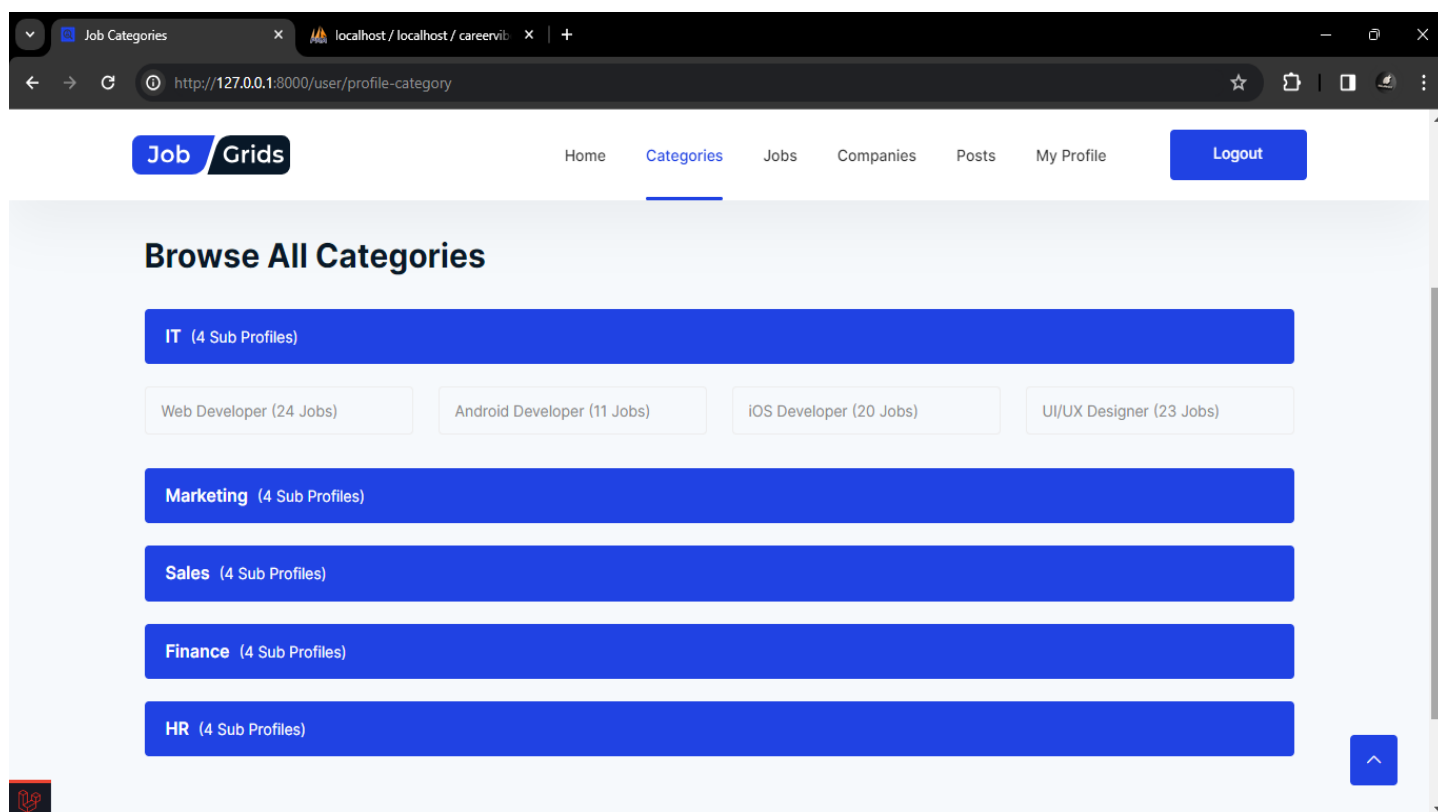 Job Categories
localhost / localhost / careervib
http://127.0.0.1:8000/user/profile-category
Job Grids
Home Categories Jobs Companies Posts My Profile Logout
Browse All Categories
IT (4 Sub Profiles)
Web Developer (24 Jobs) Android Developer (11 Jobs) iOS Developer (20 Jobs) UI/UX Designer (23 Jobs)
Marketing (4 Sub Profiles)
Sales (4 Sub Profiles)
Finance (4 Sub Profiles)
HR (4 Sub Profiles)